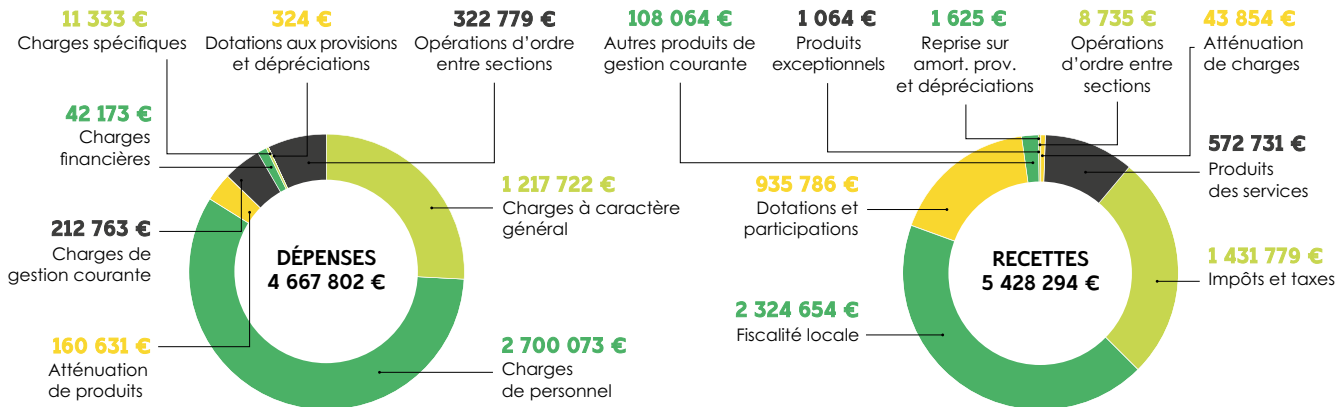 11 333 €
Charges spécifiques
324 €
Dotations aux provisions
et dépréciations
322 779 €
Opérations d’ordre
entre sections
42 173 €
Charges
financières
212 763 €
Charges de
gestion courante
160 631 €
Atténuation
de produits
DÉPENSES
4 667 802 €
1 217 722 €
Charges à caractère
général
2 700 073 €
Charges
de personnel
108 064 €
Autres produits de
gestion courante
1 064 €
Produits
exceptionnels
1 625 €
Reprise sur
amort. prov.
et dépréciations
8 735 €
Opérations
d’ordre entre
sections
43 854 €
Atténuation
de charges
935 786 €
Dotations et
participations
2 324 654 €
Fiscalité locale
RECETTES
5 428 294 €
572 731 €
Produits
des services
1 431 779 €
Impôts et taxes